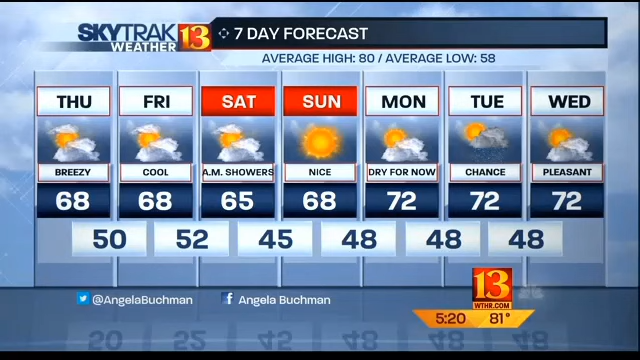 SKYTRAK
WEATHER 13
7 DAY FORECAST
AVERAGE HIGH: 80 / AVERAGE LOW: 58
THU FRI SAT SUN MON TUE WED
BREEZY COOL A.M. SHOWERS NICE DRY FOR NOW CHANCE PLEASANT
68 68 65 68 72 72 72
50 52 45 48 48 48
@AngelaBuchman f Angela Buchman
13
WTHR.COM
5:20 81°